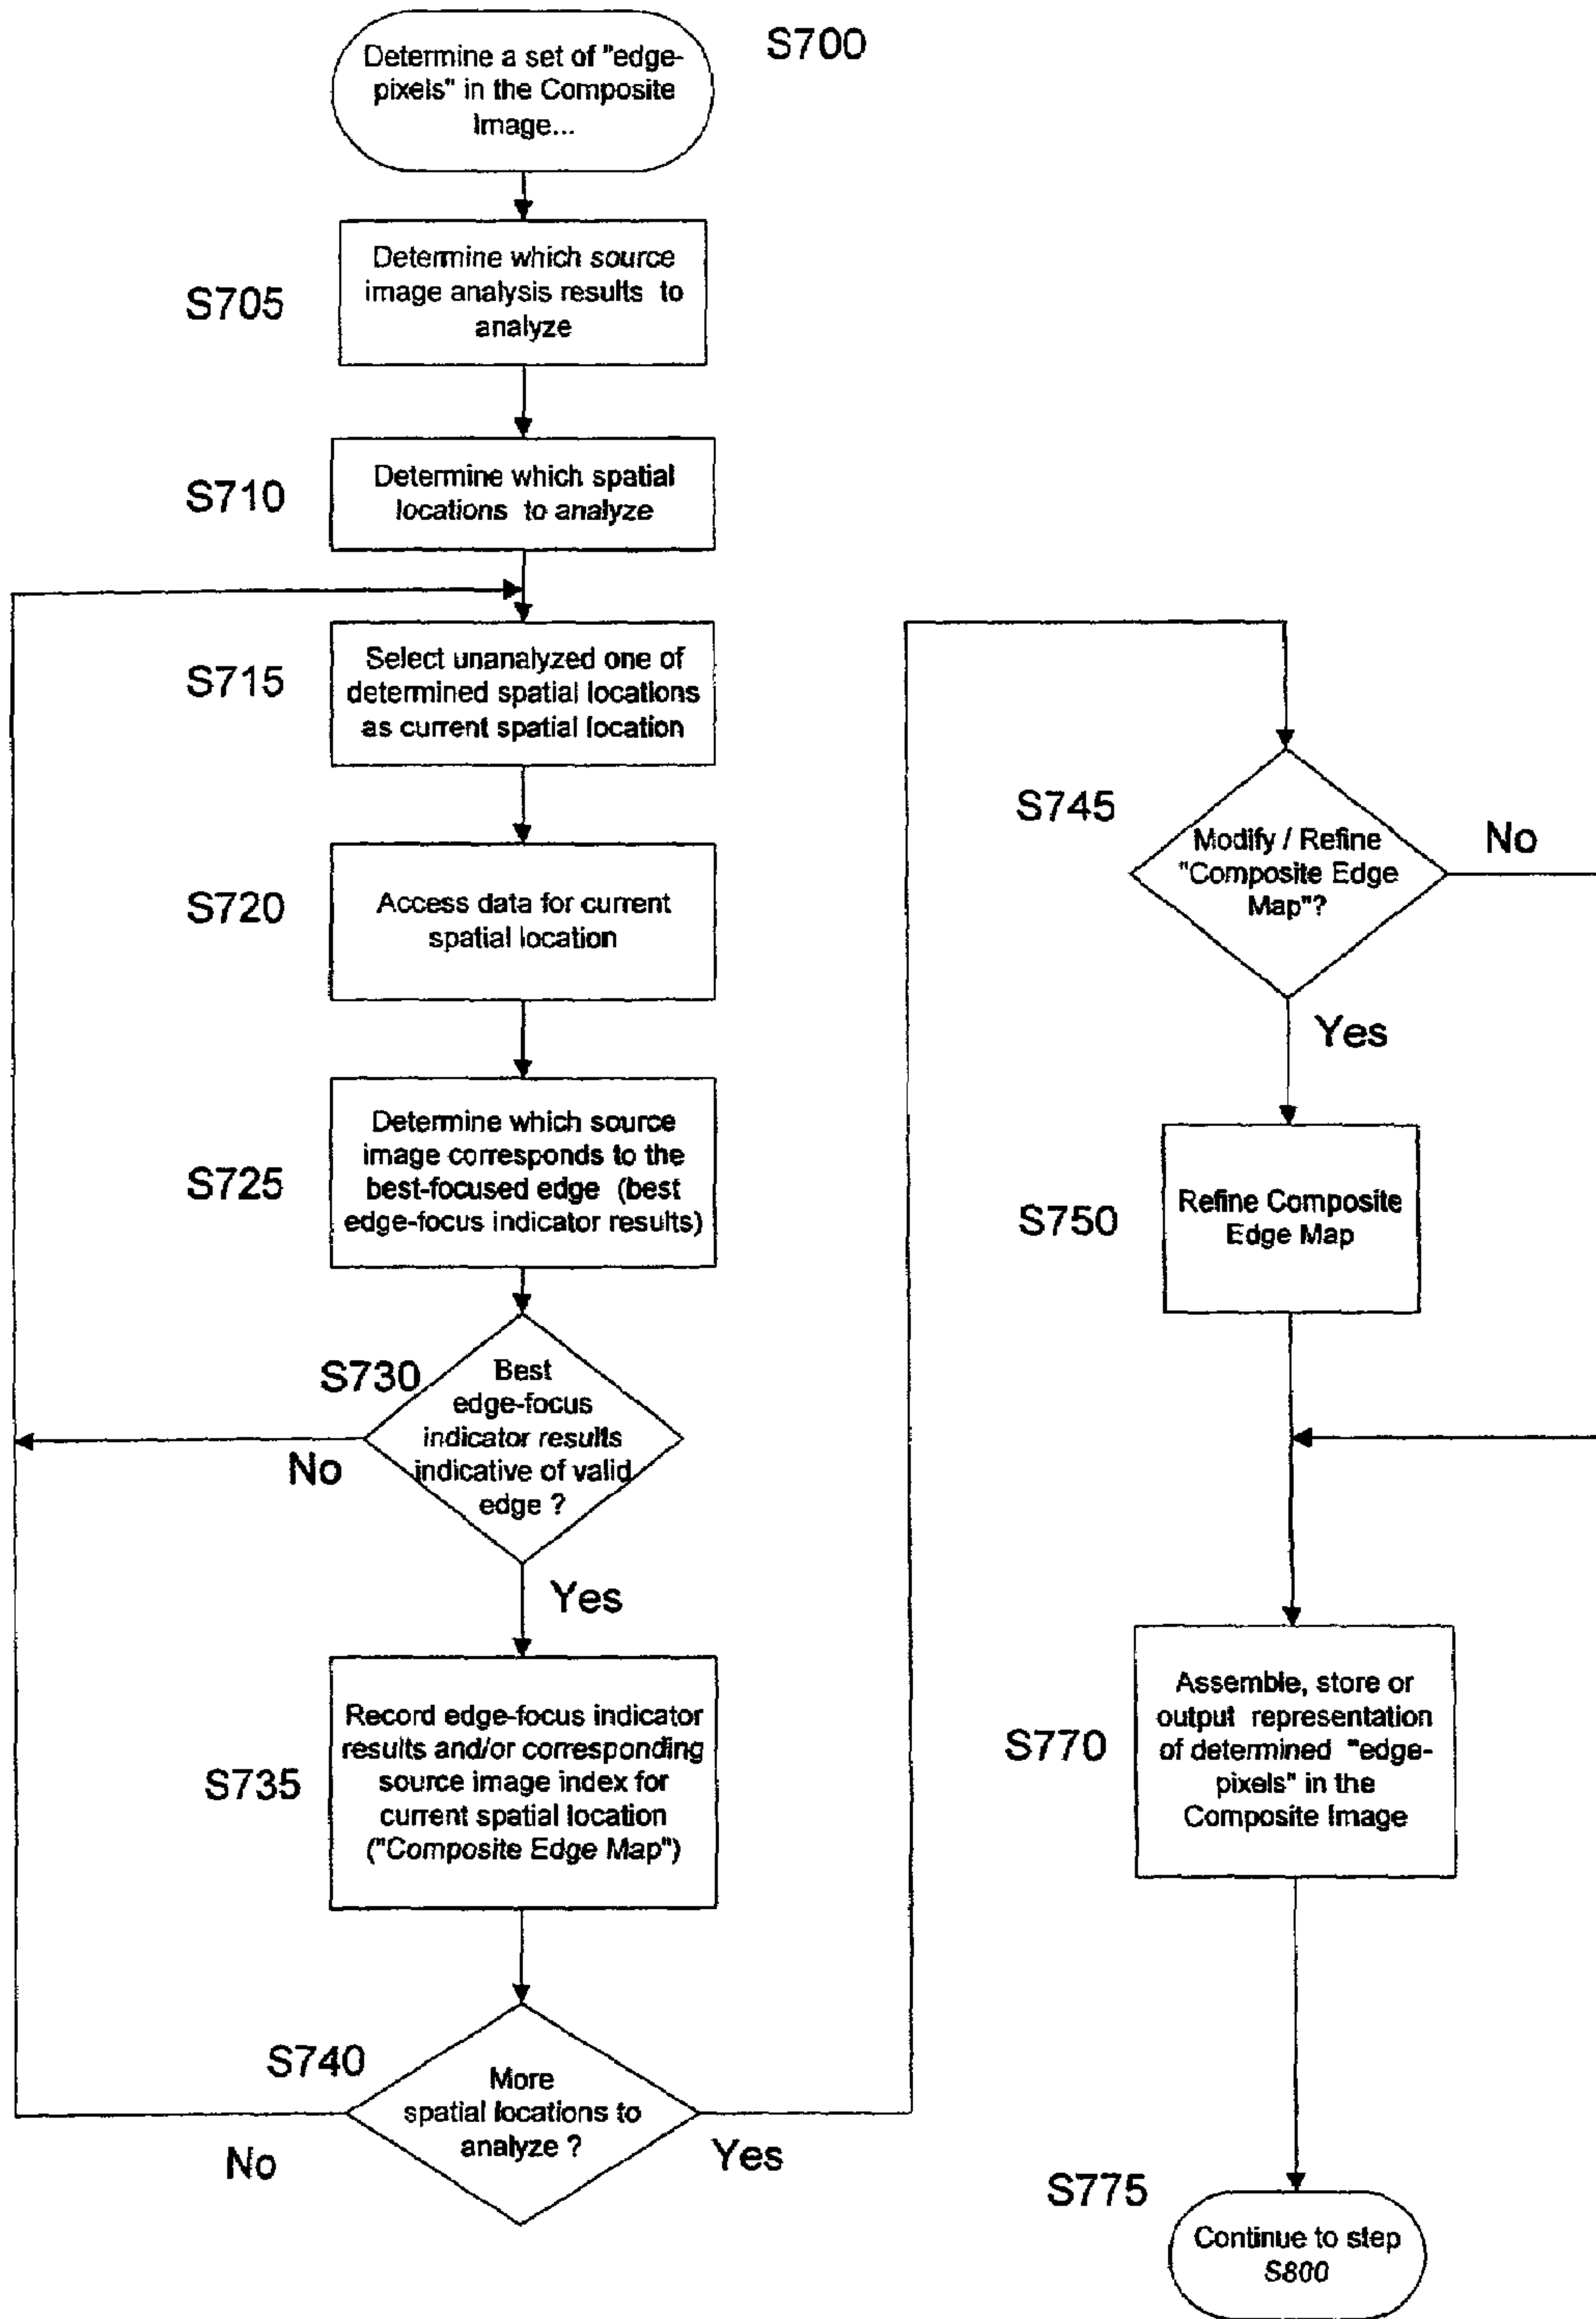 S700
Determine a set of "edge-
pixels" in the Composite
Image...
S705
Determine which source
image analysis results to
analyze
S710
Determine which spatial
locations to analyze
S715
Select unanalyzed one of
determined spatial locations
as current spatial location
S720
Access data for current
spatial location
S725
Determine which source
image corresponds to the
best-focused edge (best
edge-focus indicator results)
S730
Best
edge-focus
indicator results
indicative of valid
edge ?
No
Yes
S735
Record edge-focus indicator
results and/or corresponding
source image index for
current spatial location
("Composite Edge Map")
S740
More
spatial locations to
analyze ?
No
Yes
S745
Modify / Refine
"Composite Edge
Map"?
No
Yes
S750
Refine Composite
Edge Map
S770
Assemble, store or
output representation
of determined "edge-
pixels" in the
Composite Image
S775
Continue to step
S800